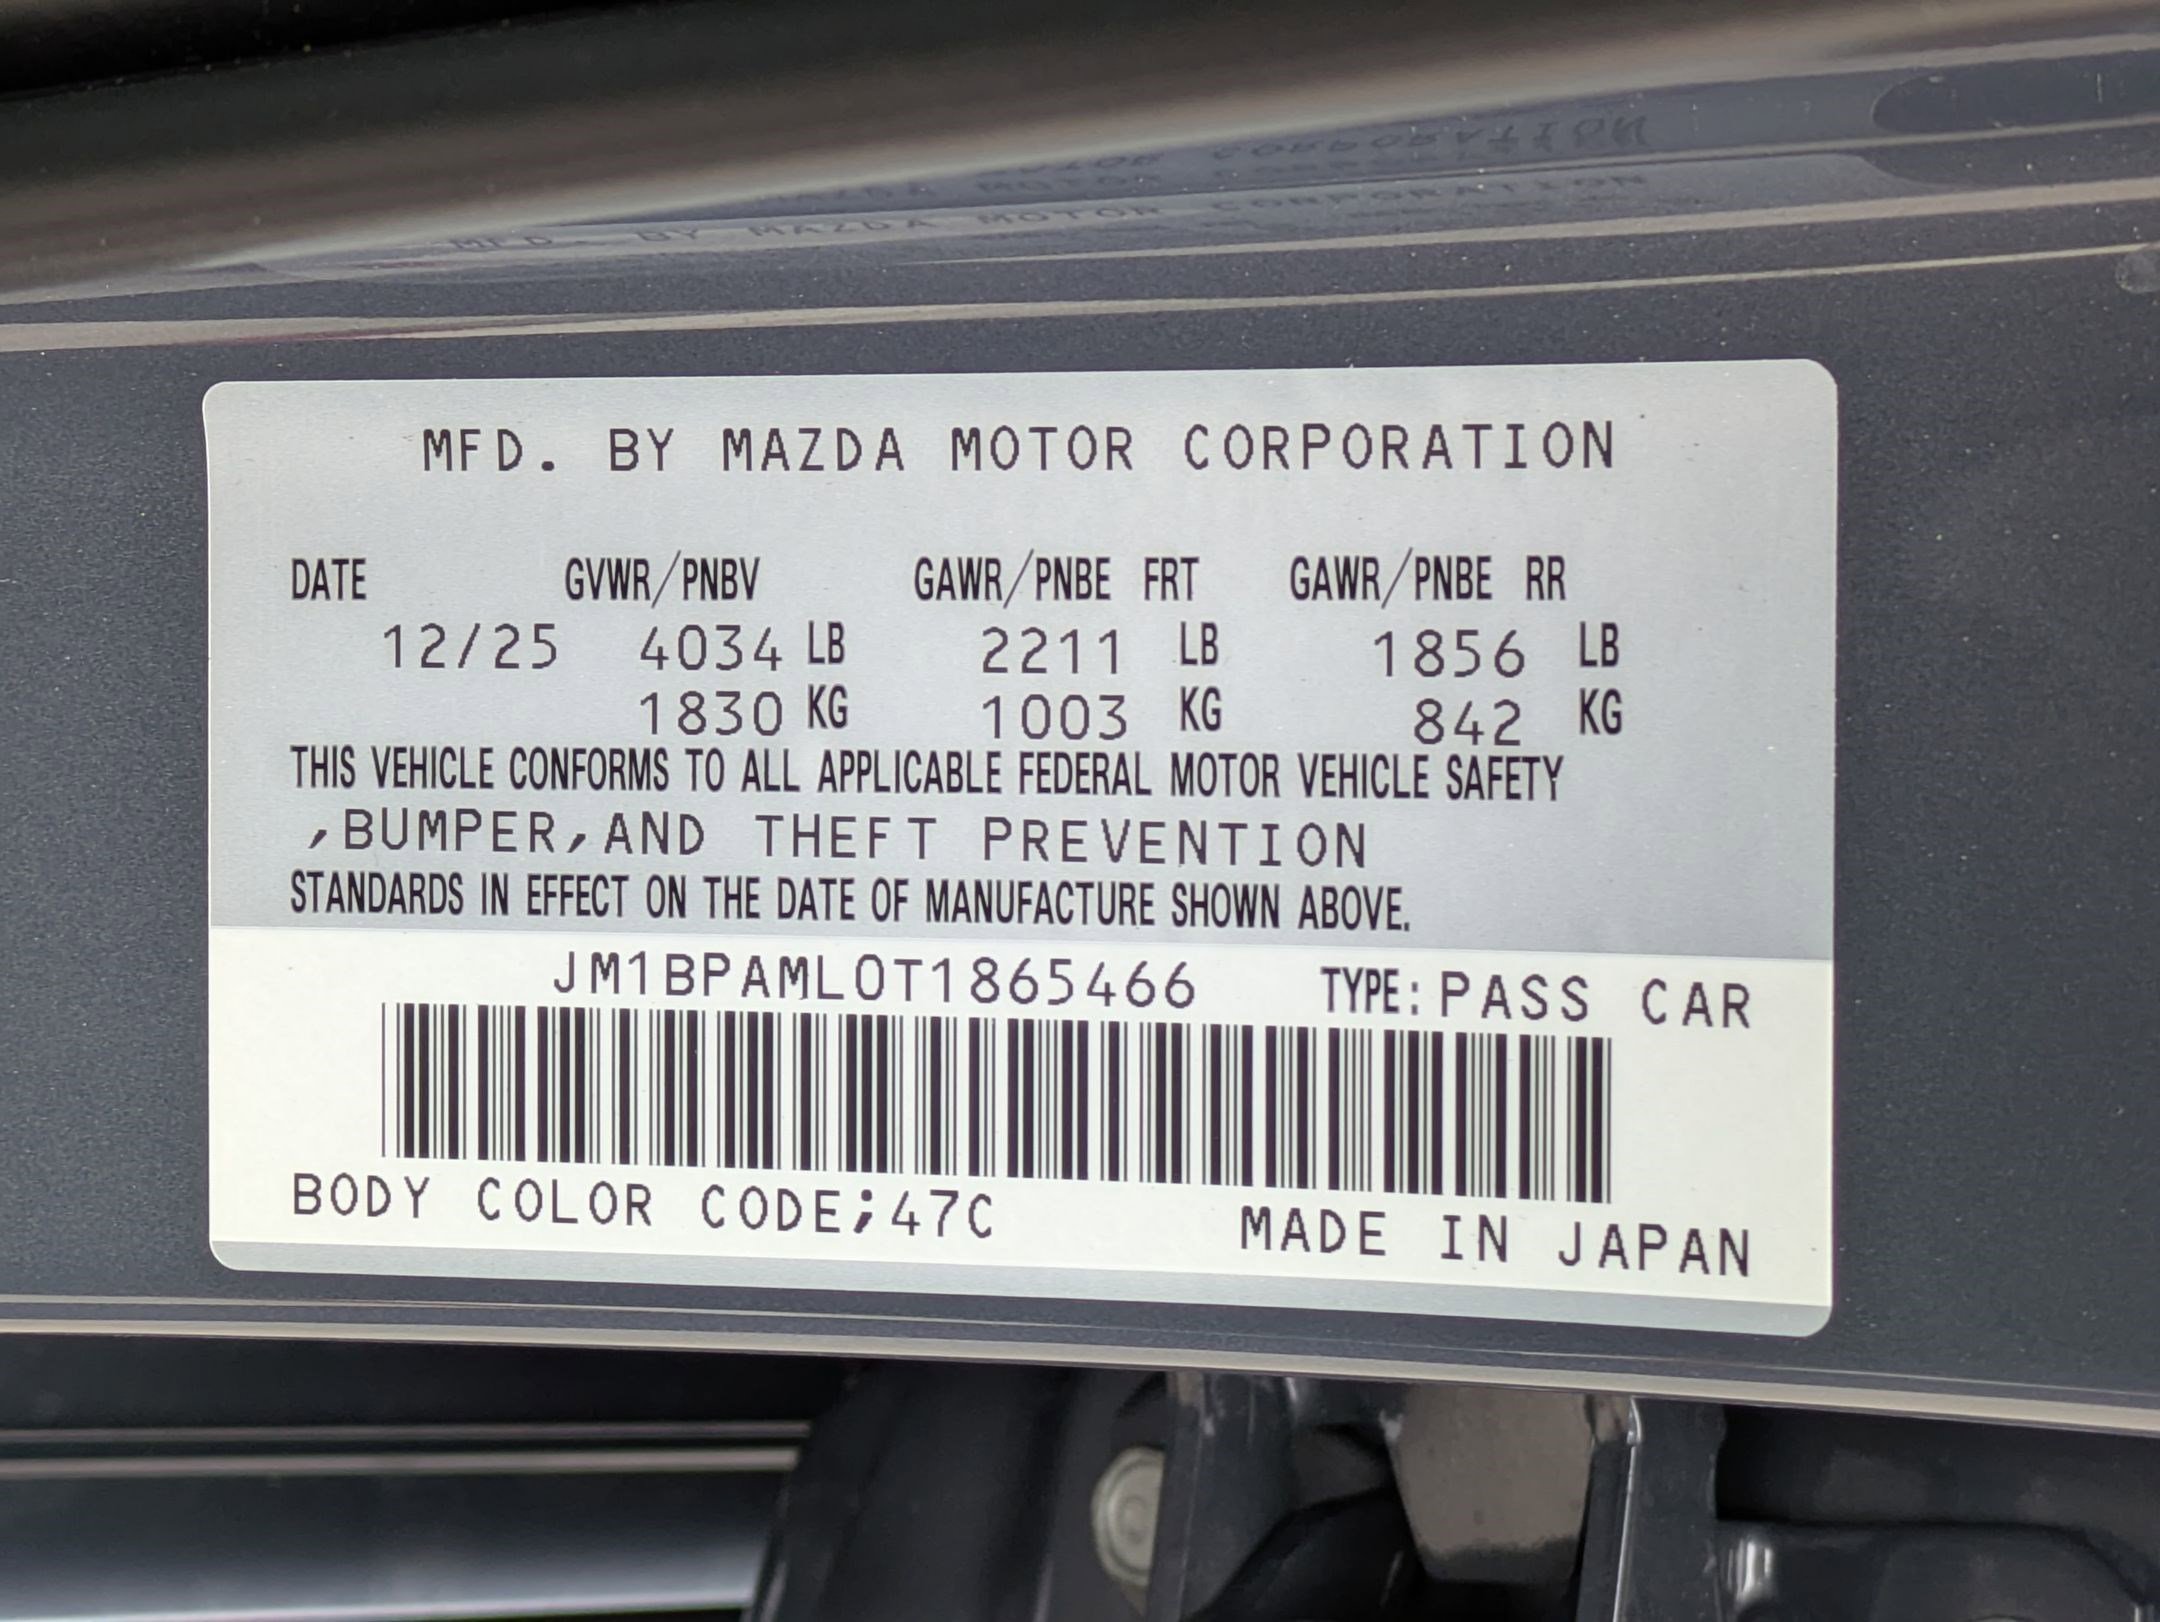 MFD. BY MAZDA MOTOR CORPORATION
DATE GVWR/PNBV GAWR/PNBE FRT GAWR/PNBE RR
12/25 4034 LB 2211 LB 1856 LB
1830 KG 1003 KG 842 KG
THIS VEHICLE CONFORMS TO ALL APPLICABLE FEDERAL MOTOR VEHICLE SAFETY
,BUMPER,AND THEFT PREVENTION
STANDARDS IN EFFECT ON THE DATE OF MANUFACTURE SHOWN ABOVE.
JM1BPAML0T1865466 TYPE: PASS CAR
BODY COLOR CODE;47C MADE IN JAPAN